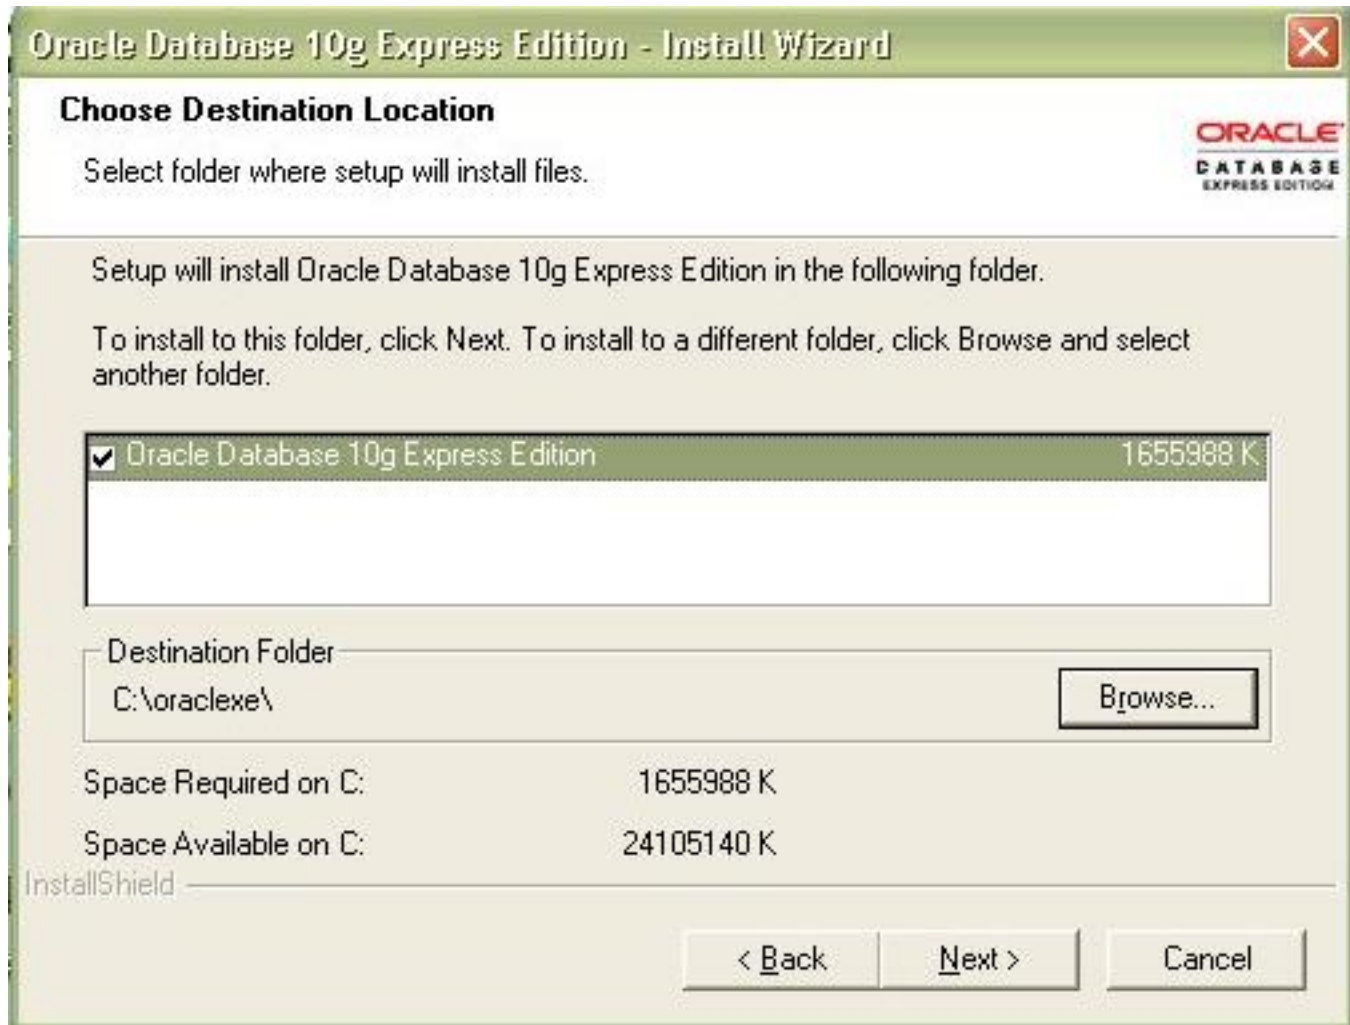 Oracle Database 10g Express Edition - Install Wizard
Choose Destination Location
Select folder where setup will install files.
ORACLE
DATABASE
EXPRESS EDITION
Setup will install Oracle Database 10g Express Edition in the following folder.
To install to this folder, click Next. To install to a different folder, click Browse and select
another folder.
Oracle Database 10g Express Edition 1655988 K
Destination Folder
C:\oraclexe\
Browse...
Space Required on C: 1655988 K
Space Available on C: 24105140 K
InstallShield
< Back Next > Cancel